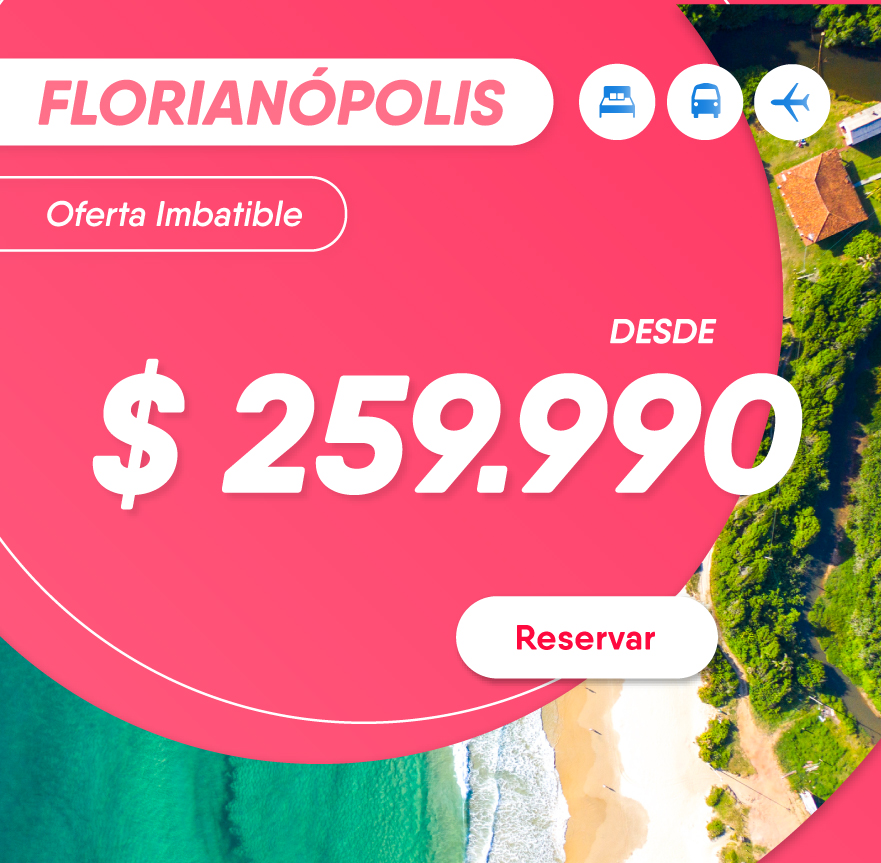 FLORIANÓPOLIS
Oferta Imbatible
DESDE
$ 259.990
Reservar